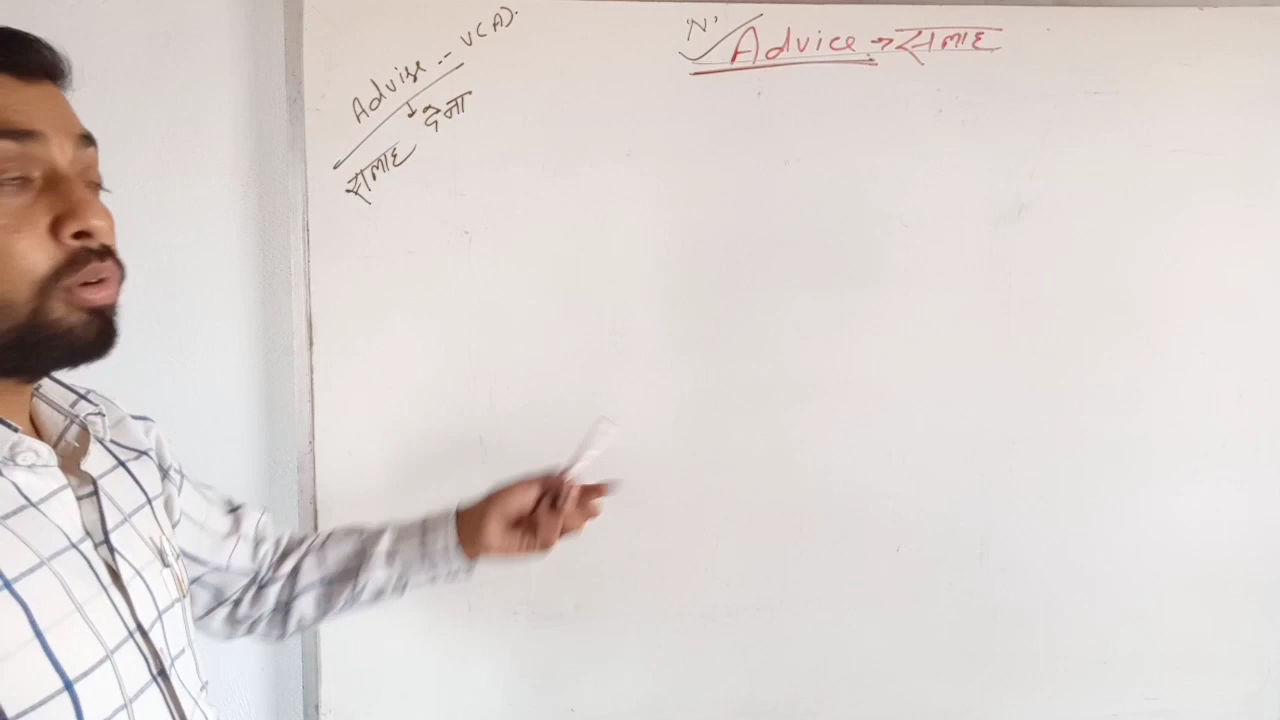 'N' Advice → सलाह
Advise -- V(A).
सलाह देना